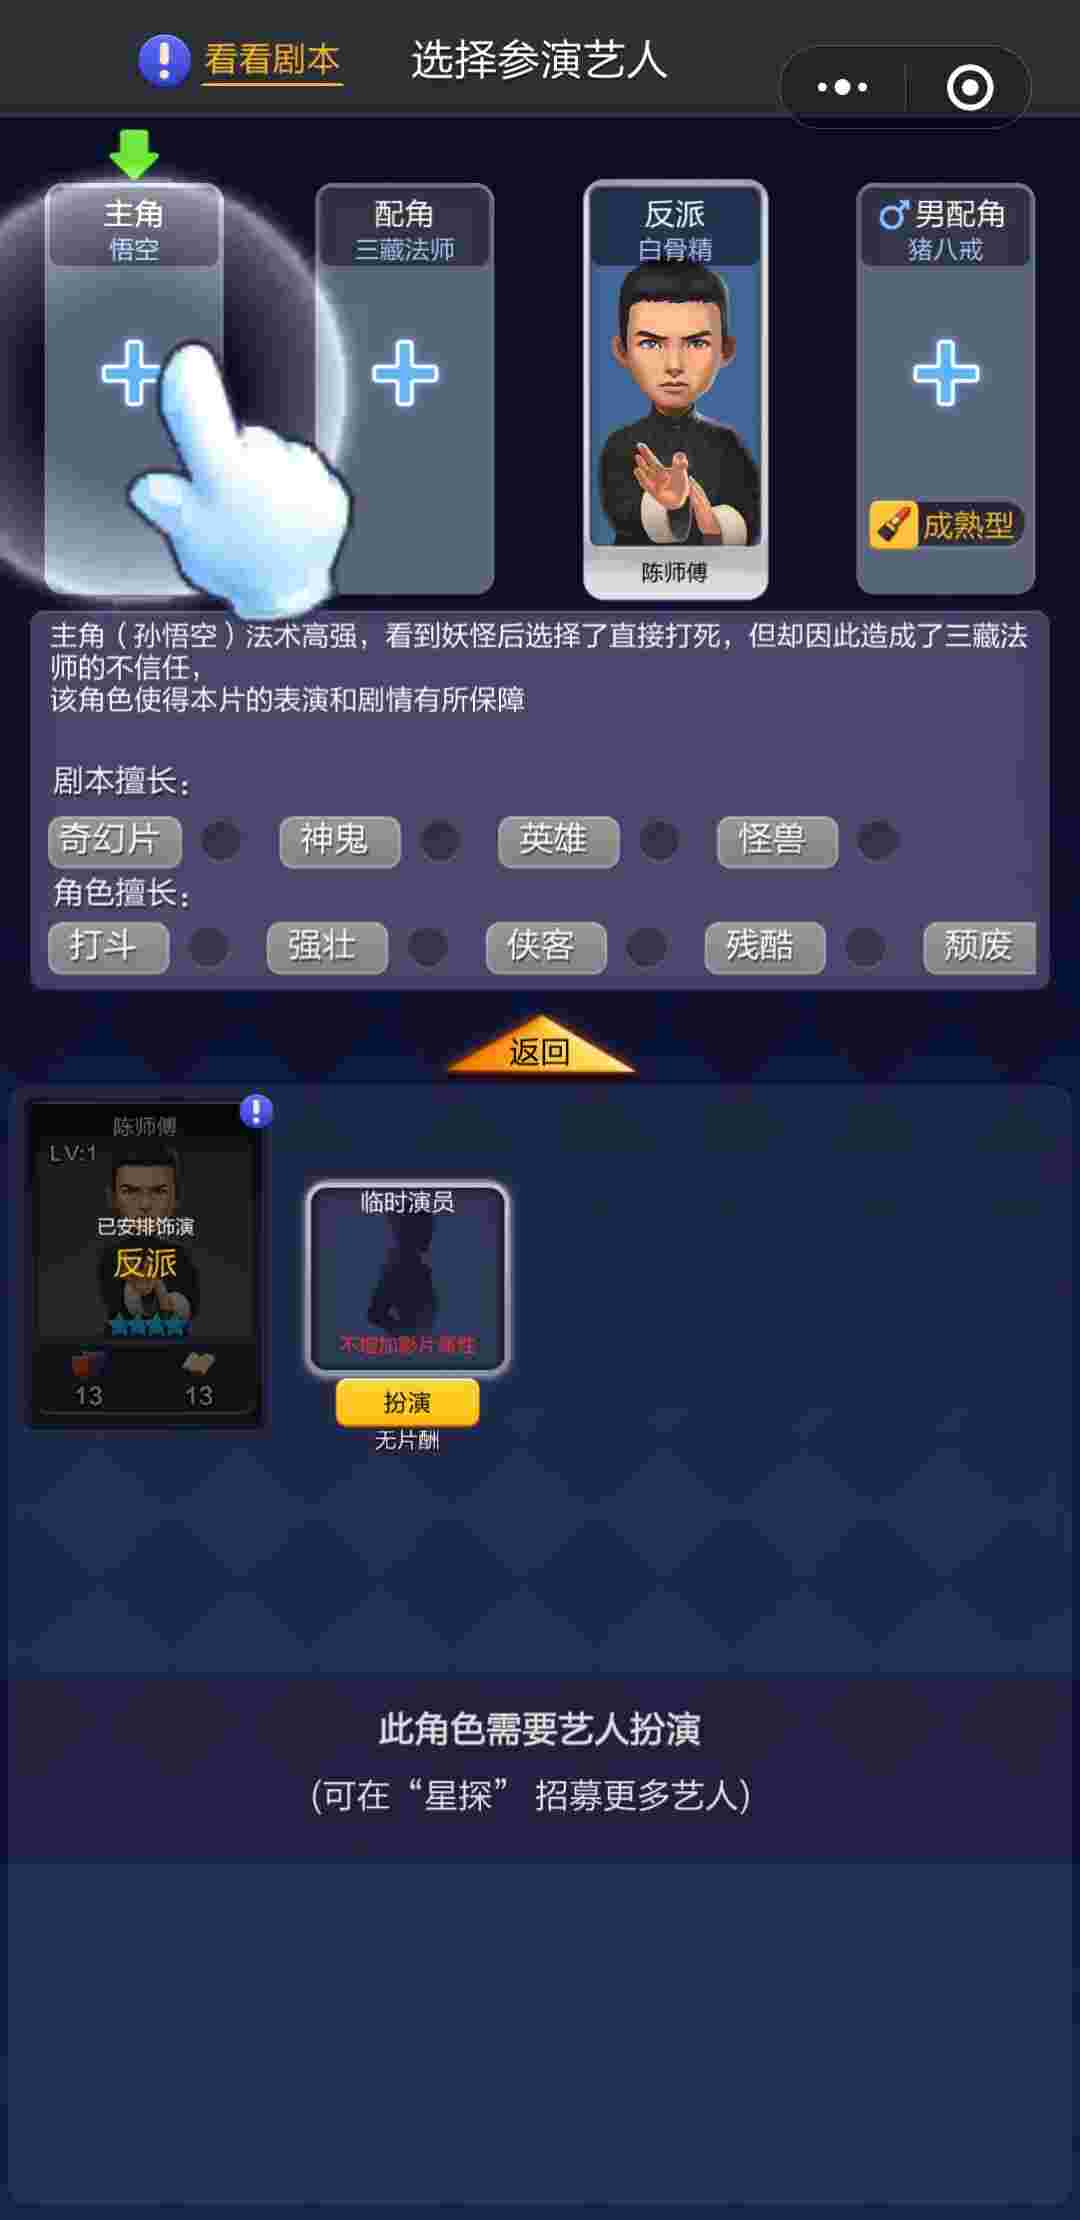 看看剧本
选择参演艺人
主角
悟空
配角
三藏法师
反派
白骨精
男配角
猪八戒
成熟型
陈师傅
主角（孙悟空）法术高强，看到妖怪后选择了直接打死，但却因此造成了三藏法
师的不信任，
该角色使得本片的表演和剧情有所保障
剧本擅长：
奇幻片 神鬼 英雄 怪兽
角色擅长：
打斗 强壮 侠客 残酷 颓废
返回
陈师傅
LV:1
已安排饰演
反派
13 13
临时演员
不增加影片属性
扮演
无片酬
此角色需要艺人扮演
(可在“星探” 招募更多艺人)